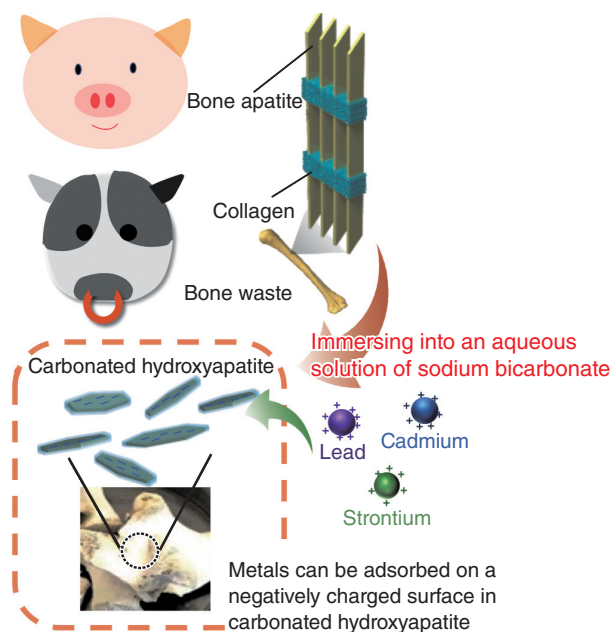 Bone apatite
Collagen
Bone waste
Immersing into an aqueous
solution of sodium bicarbonate
Carbonated hydroxyapatite
Lead
Cadmium
Strontium
Metals can be adsorbed on a
negatively charged surface in
carbonated hydroxyapatite